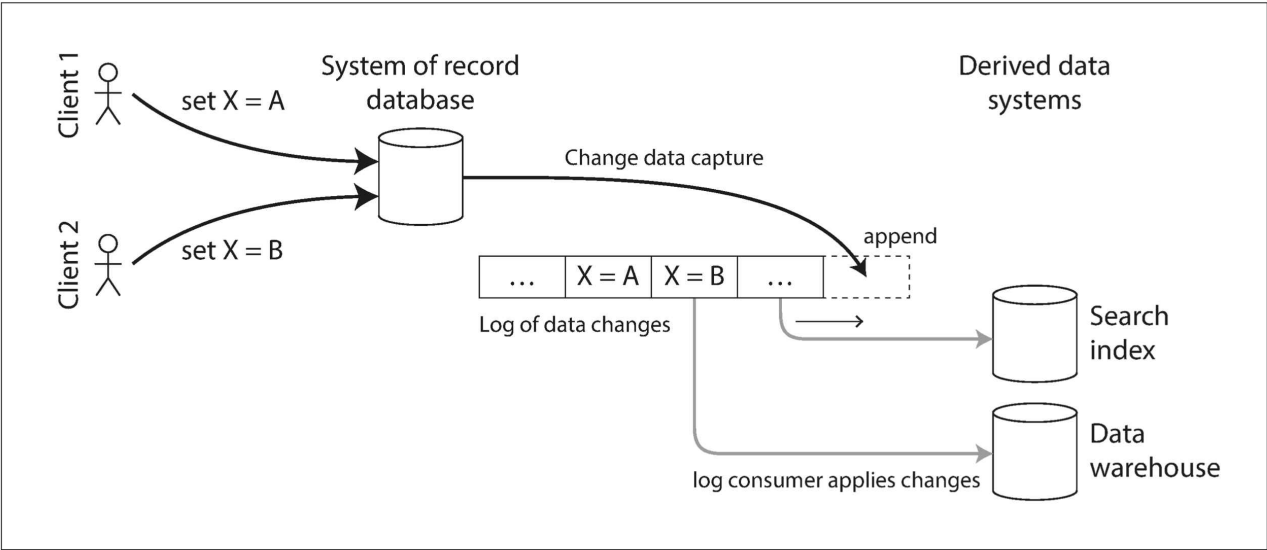 Client 1
set X = A
System of record
database
Derived data
systems
Change data capture
Client 2
set X = B
append
…
X = A
X = B
…
Log of data changes
Search
index
Data
warehouse
log consumer applies changes